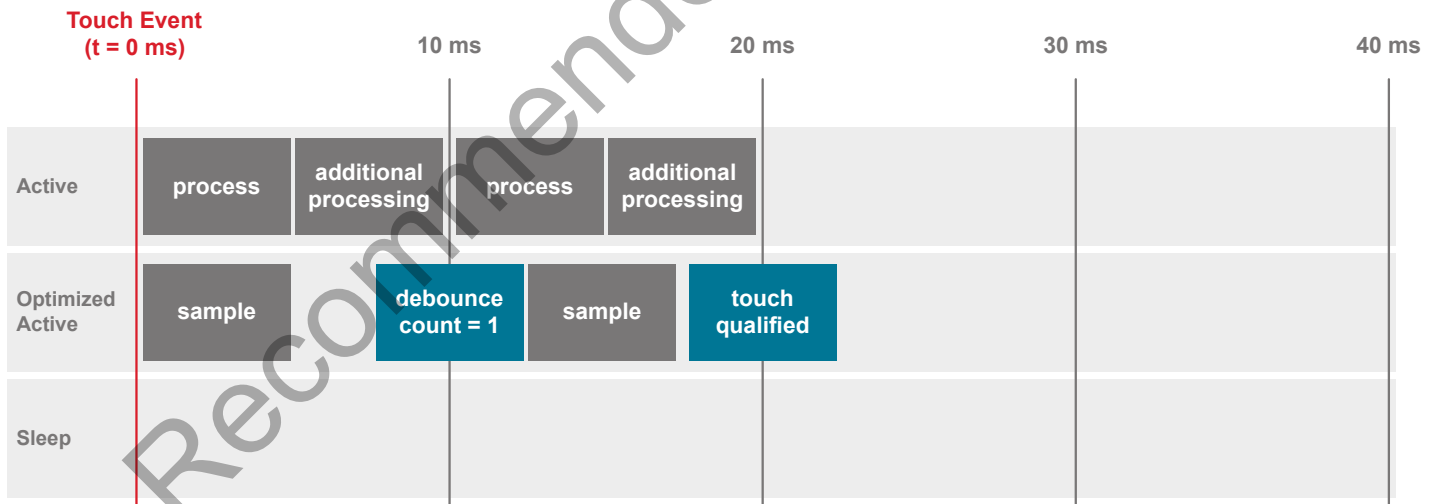 Touch Event
(t = 0 ms)
10 ms
20 ms
30 ms
40 ms
Active
process
additional
processing
process
additional
processing
Optimized
Active
sample
debounce
count = 1
sample
touch
qualified
Sleep